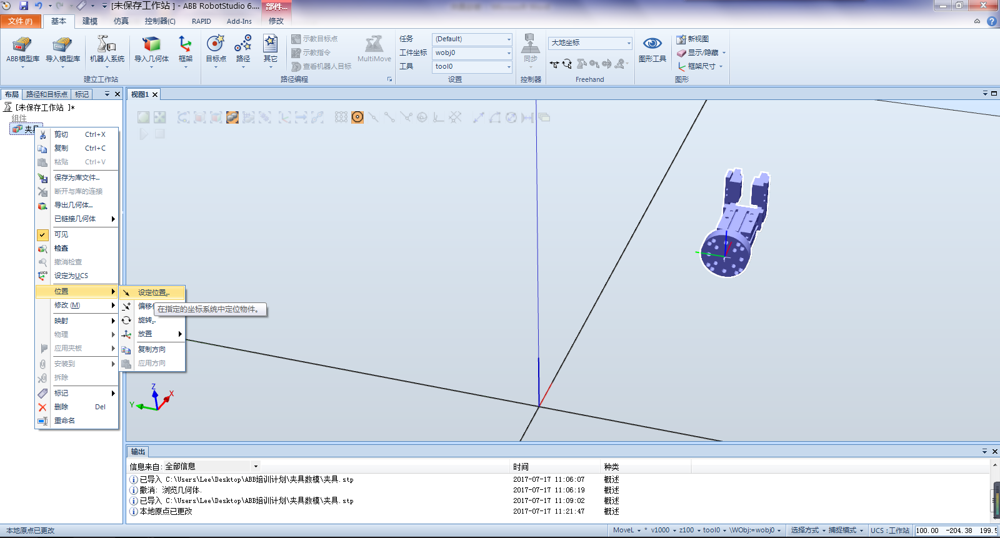 [未保存工作站 ] - ABB RobotStudio 6....
部件...
文件(F) 基本 建模 仿真 控制器(C) RAPID Add-Ins 修改
ABB模型库 导入模型库 机器人系统 导入几何体 框架
建立工作站
目标点 路径 其它
示教目标点
示教指令
查看机器人目标
MultiMove
路径编程
任务 (Default)
工件坐标 wobj0
工具 tool0
设置
同步
控制器
大地坐标
Freehand
图形工具
新视图
显示/隐藏
框架尺寸
图形
布局 路径和目标点 标记
视图1
[未保存工作站 ]*
组件
夹具
剪切 Ctrl+X
复制 Ctrl+C
粘贴 Ctrl+V
保存为库文件...
断开与库的连接
导出几何体...
已链接几何体
可见
检查
撤消检查
设定为UCS
位置
修改 (M)
映射
物理
应用夹板
安装到
拆除
标记
删除 Del
重命名
设定位置...
偏移
在指定的坐标系统中定位物件。
旋转...
放置
复制方向
应用方向
Z
X
Y
输出
信息来自: 全部信息 时间 种类
已导入 C:\Users\Lee\Desktop\ABB培训计划\夹具数模\夹具.stp 2017-07-17 11:06:07 概述
撤消: 浏览几何体. 2017-07-17 11:06:19 概述
已导入 C:\Users\Lee\Desktop\ABB培训计划\夹具数模\夹具.stp 2017-07-17 11:09:02 概述
本地原点已更改 2017-07-17 11:21:47 概述
本地原点已更改
MoveL * v1000 z100 tool0 \WObj:=wobj0 选择方式 捕捉模式 UCS : 工作站 100.00 -204.38 199.5